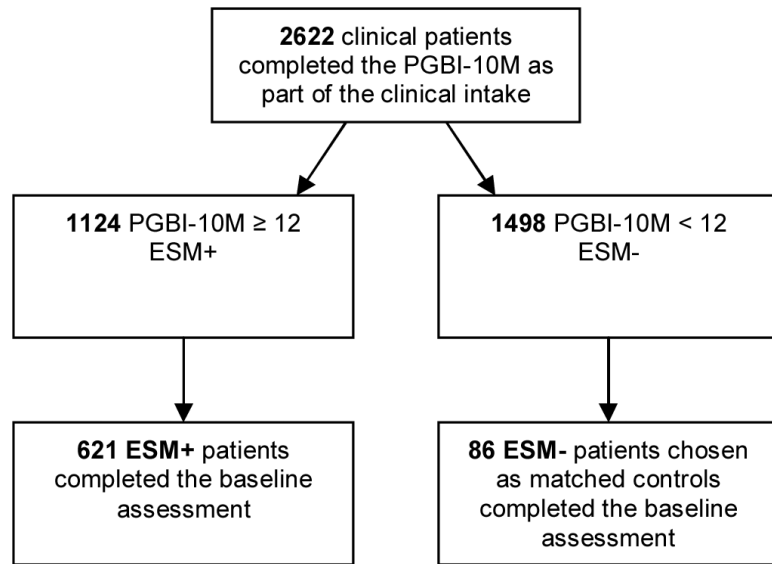 2622 clinical patients
completed the PGBI-10M as
part of the clinical intake
1124 PGBI-10M ≥ 12
ESM+
1498 PGBI-10M < 12
ESM-
621 ESM+ patients
completed the baseline
assessment
86 ESM- patients chosen
as matched controls
completed the baseline
assessment